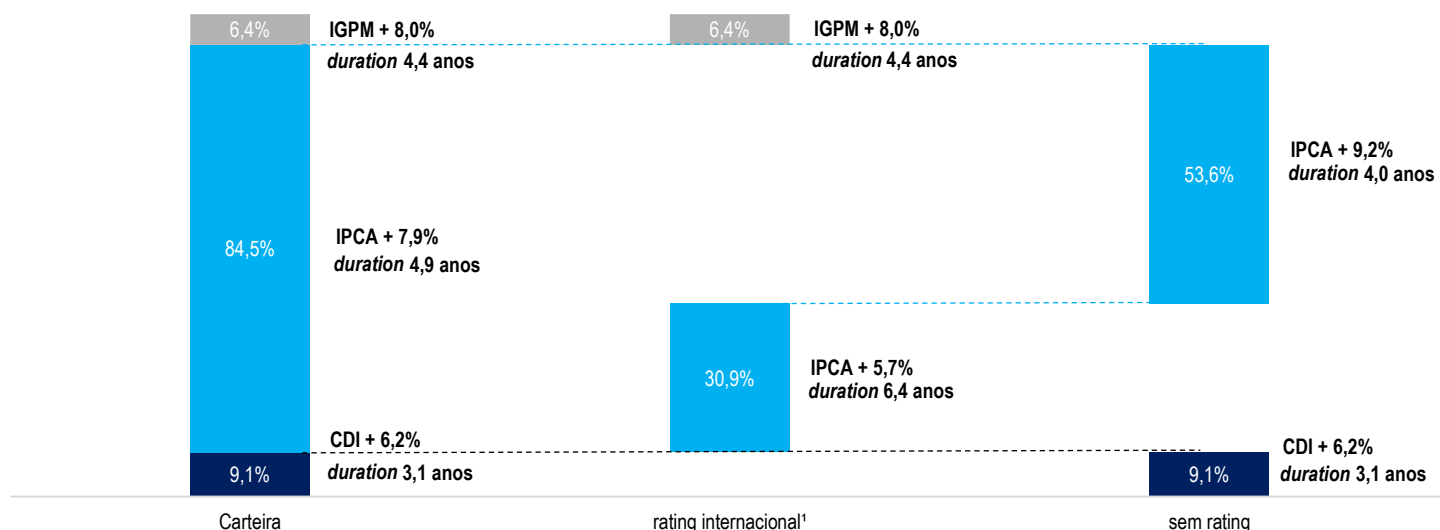 6,4%
IGPM + 8,0%
duration 4,4 anos
84,5%
IPCA + 7,9%
duration 4,9 anos
CDI + 6,2%
9,1%
duration 3,1 anos
Carteira
6,4%
IGPM + 8,0%
duration 4,4 anos
30,9%
IPCA + 5,7%
duration 6,4 anos
rating internacional¹
53,6%
IPCA + 9,2%
duration 4,0 anos
9,1%
CDI + 6,2%
duration 3,1 anos
sem rating